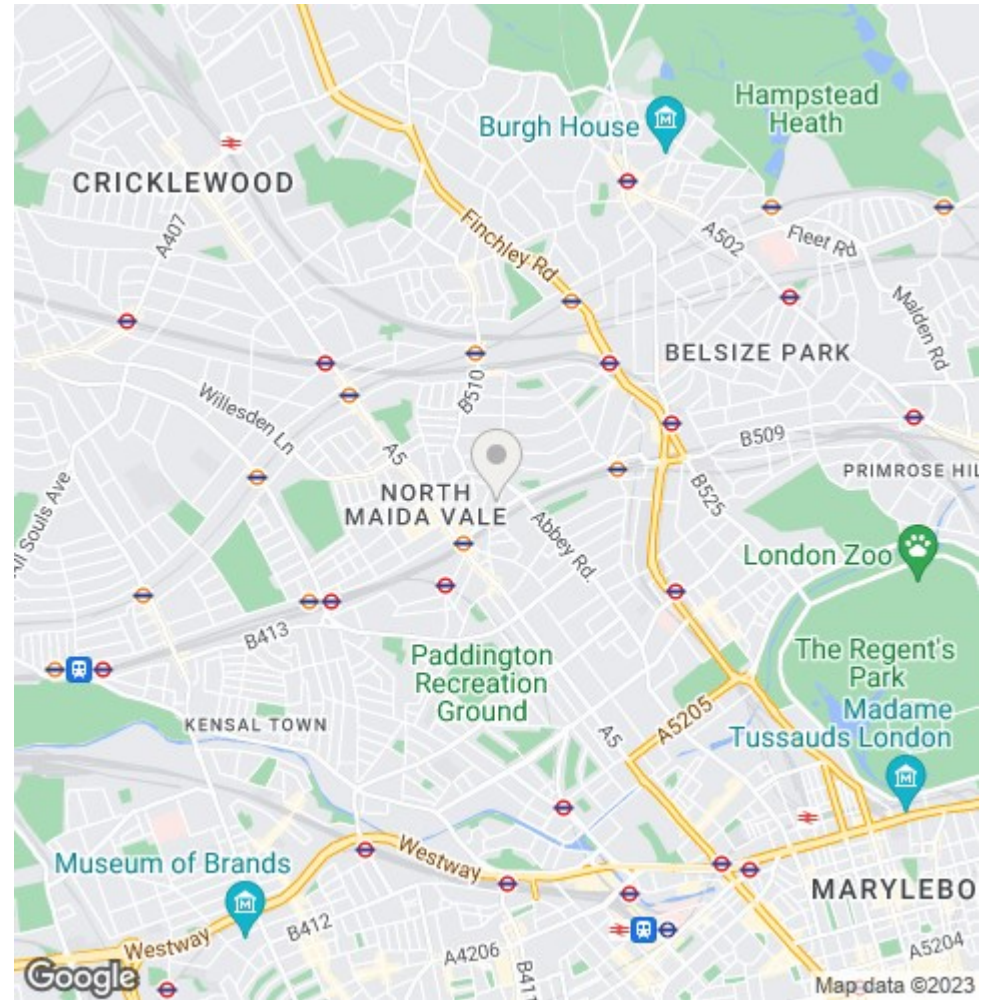 Hampstead
Heath
Burgh House
CRICKLEWOOD
A407
Finchley Rd
A502
Fleet Rd
Malden Rd
BELSIZE PARK
B510
Willesden Ln
A5
B509
PRIMROSE HIL
All Souls Ave
NORTH
MAIDA VALE
B525
Abbey Rd.
London Zoo
B413
Paddington
Recreation
Ground
The Regent's
Park
Madame
Tussauds London
KENSAL TOWN
A5
A5205
Westway
Museum of Brands
MARYLEBO
B412
Westway
A4206
B411
A5204
Google
Map data ©2023